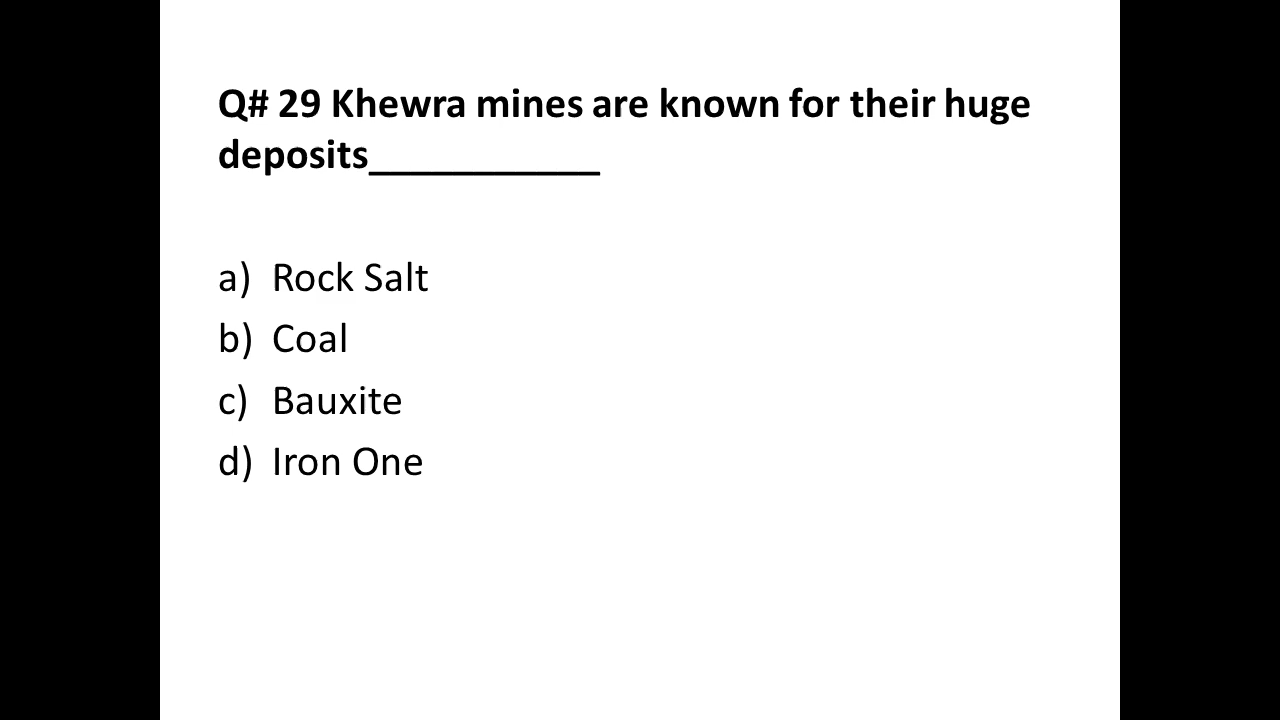 Q# 29 Khewra mines are known for their huge
deposits___________
a) Rock Salt
b) Coal
c) Bauxite
d) Iron One